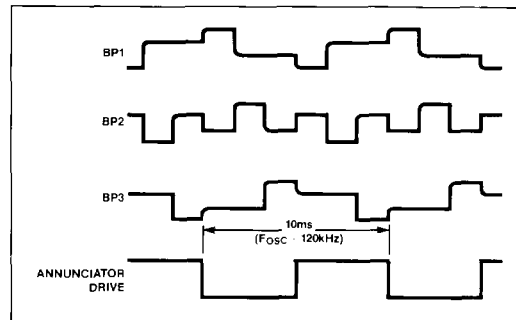 BP1
BP2
BP3
10ms
(FOSC - 120kHz)
ANNUNCIATOR
DRIVE